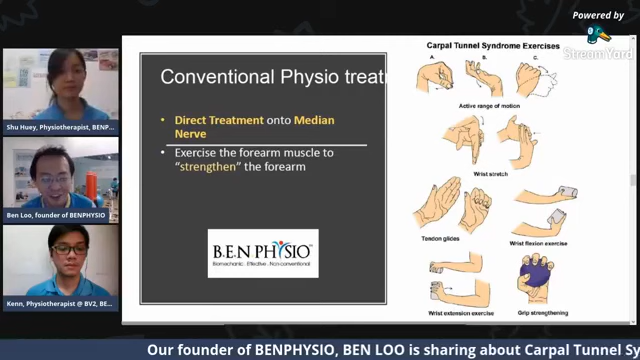 Powered by
StreamYard
Shu Huey, Physiotherapist, BENP...
Ben Loo, founder of BENPHYSIO
Kenn, Physiotherapist @ BV2, BE...
Conventional Physio treat
• Direct Treatment onto Median
Nerve
• Exercise the forearm muscle to
"strengthen" the forearm
B.E.N PHYSIO™
Biomechanic. Effective. Non-conventional
Carpal Tunnel Syndrome Exercises
A.
B.
C.
Active range of motion
Wrist stretch
Tendon glides
Wrist flexion exercise
Wrist extension exercise
Grip strengthening
Our founder of BENPHYSIO, BEN LOO is sharing about Carpal Tunnel Sy